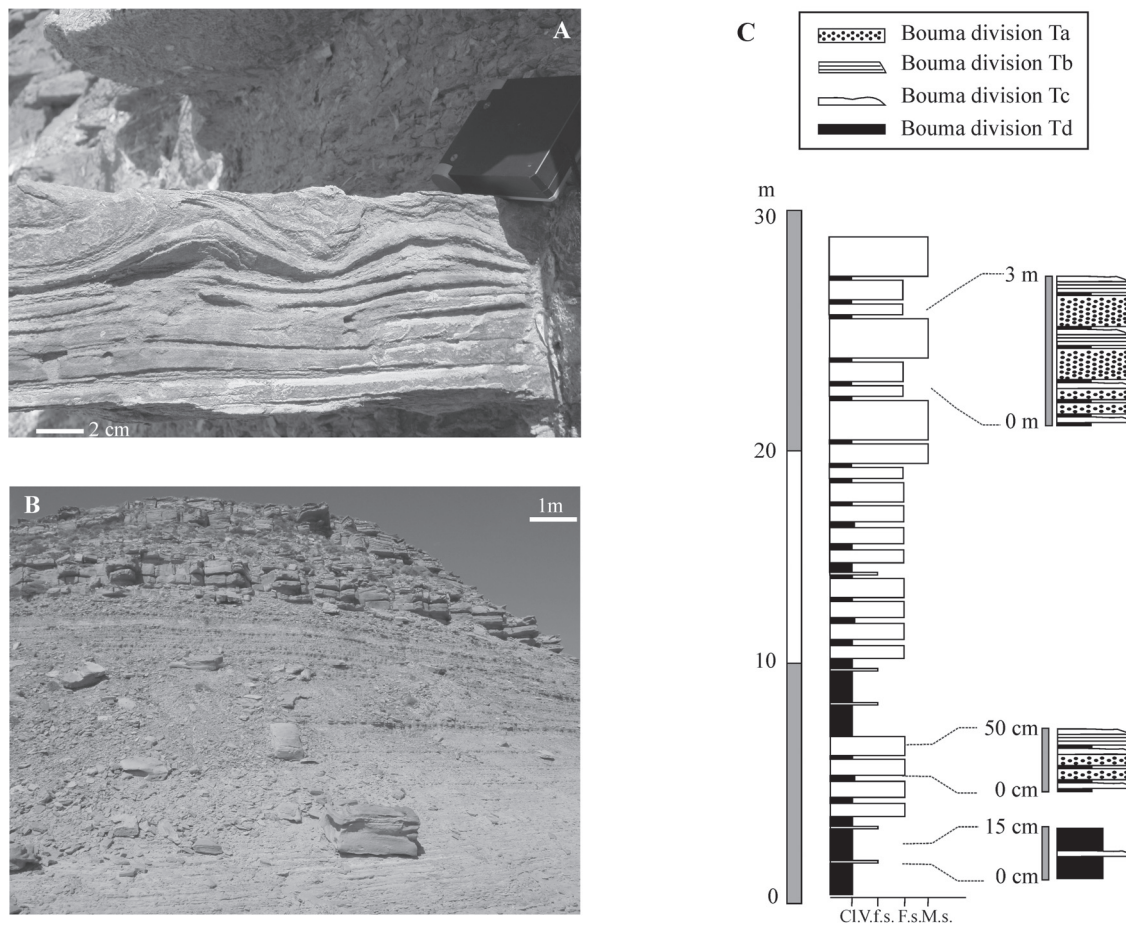 A
2 cm
B
1m
C
Bouma division Ta
Bouma division Tb
Bouma division Tc
Bouma division Td
m
30
20
10
0
3 m
0 m
50 cm
0 cm
15 cm
0 cm
Cl.V.f.s. F.s.M.s.